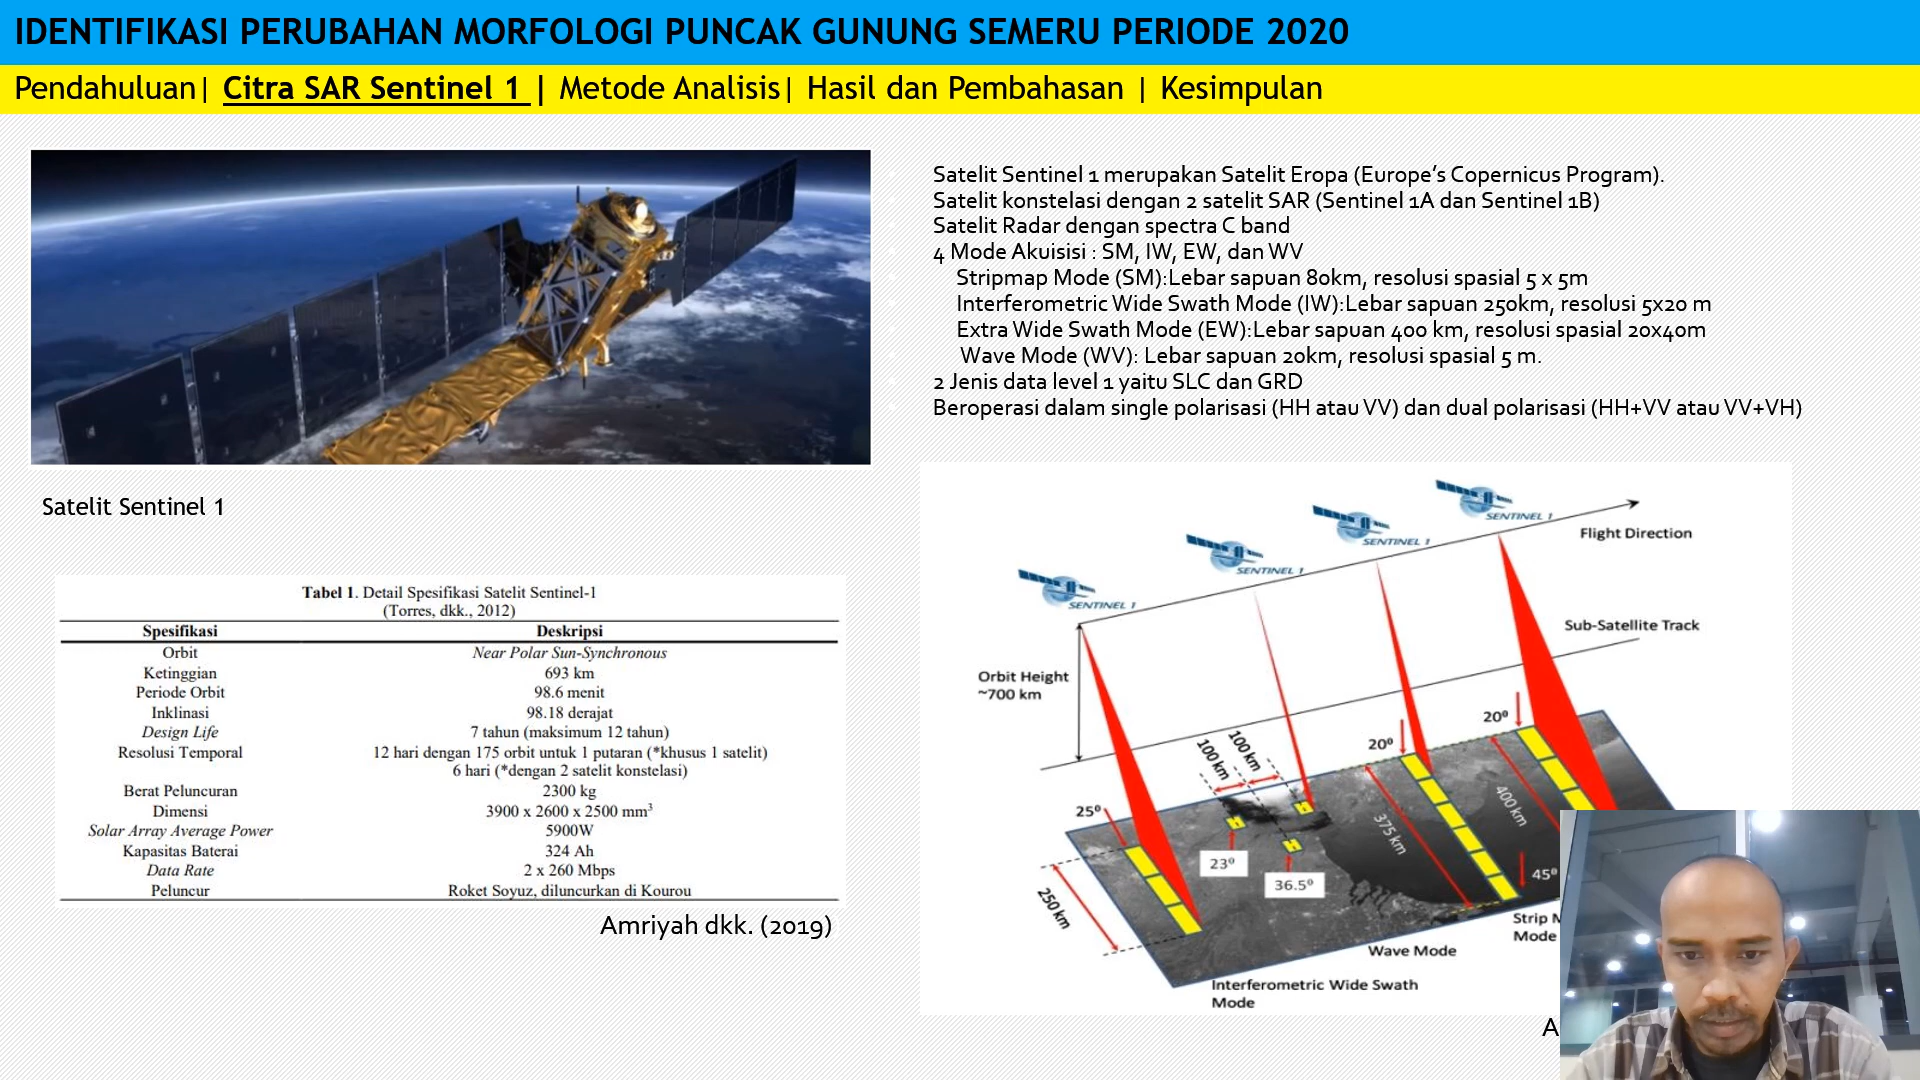 IDENTIFIKASI PERUBAHAN MORFOLOGI PUNCAK GUNUNG SEMERU PERIODE 2020
Pendahuluan| Citra SAR Sentinel 1 | Metode Analisis| Hasil dan Pembahasan | Kesimpulan
Satelit Sentinel 1
Tabel 1. Detail Spesifikasi Satelit Sentinel-1
(Torres, dkk., 2012)
Spesifikasi Deskripsi
Orbit Near Polar Sun-Synchronous
Ketinggian 693 km
Periode Orbit 98.6 menit
Inklinasi 98.18 derajat
Design Life 7 tahun (maksimum 12 tahun)
Resolusi Temporal 12 hari dengan 175 orbit untuk 1 putaran (*khusus 1 satelit)
6 hari (*dengan 2 satelit konstelasi)
Berat Peluncuran 2300 kg
Dimensi 3900 x 2600 x 2500 mm³
Solar Array Average Power 5900W
Kapasitas Baterai 324 Ah
Data Rate 2 x 260 Mbps
Peluncur Roket Soyuz, diluncurkan di Kourou
Amriyah dkk. (2019)
Satelit Sentinel 1 merupakan Satelit Eropa (Europe’s Copernicus Program).
Satelit konstelasi dengan 2 satelit SAR (Sentinel 1A dan Sentinel 1B)
Satelit Radar dengan spectra C band
4 Mode Akuisisi : SM, IW, EW, dan WV
Stripmap Mode (SM):Lebar sapuan 80km, resolusi spasial 5 x 5m
Interferometric Wide Swath Mode (IW):Lebar sapuan 250km, resolusi 5x20 m
Extra Wide Swath Mode (EW):Lebar sapuan 400 km, resolusi spasial 20x40m
Wave Mode (WV): Lebar sapuan 20km, resolusi spasial 5 m.
2 Jenis data level 1 yaitu SLC dan GRD
Beroperasi dalam single polarisasi (HH atau VV) dan dual polarisasi (HH+VV atau VV+VH)
SENTINEL 1
SENTINEL 1
SENTINEL 1
SENTINEL 1
Flight Direction
Sub-Satellite Track
Orbit Height
~700 km
20⁰
20⁰
100 km
100 km
25⁰
400 km
375 km
23⁰
36.5⁰
45⁰
250 km
Strip M
Mode
Wave Mode
Interferometric Wide Swath
Mode
A